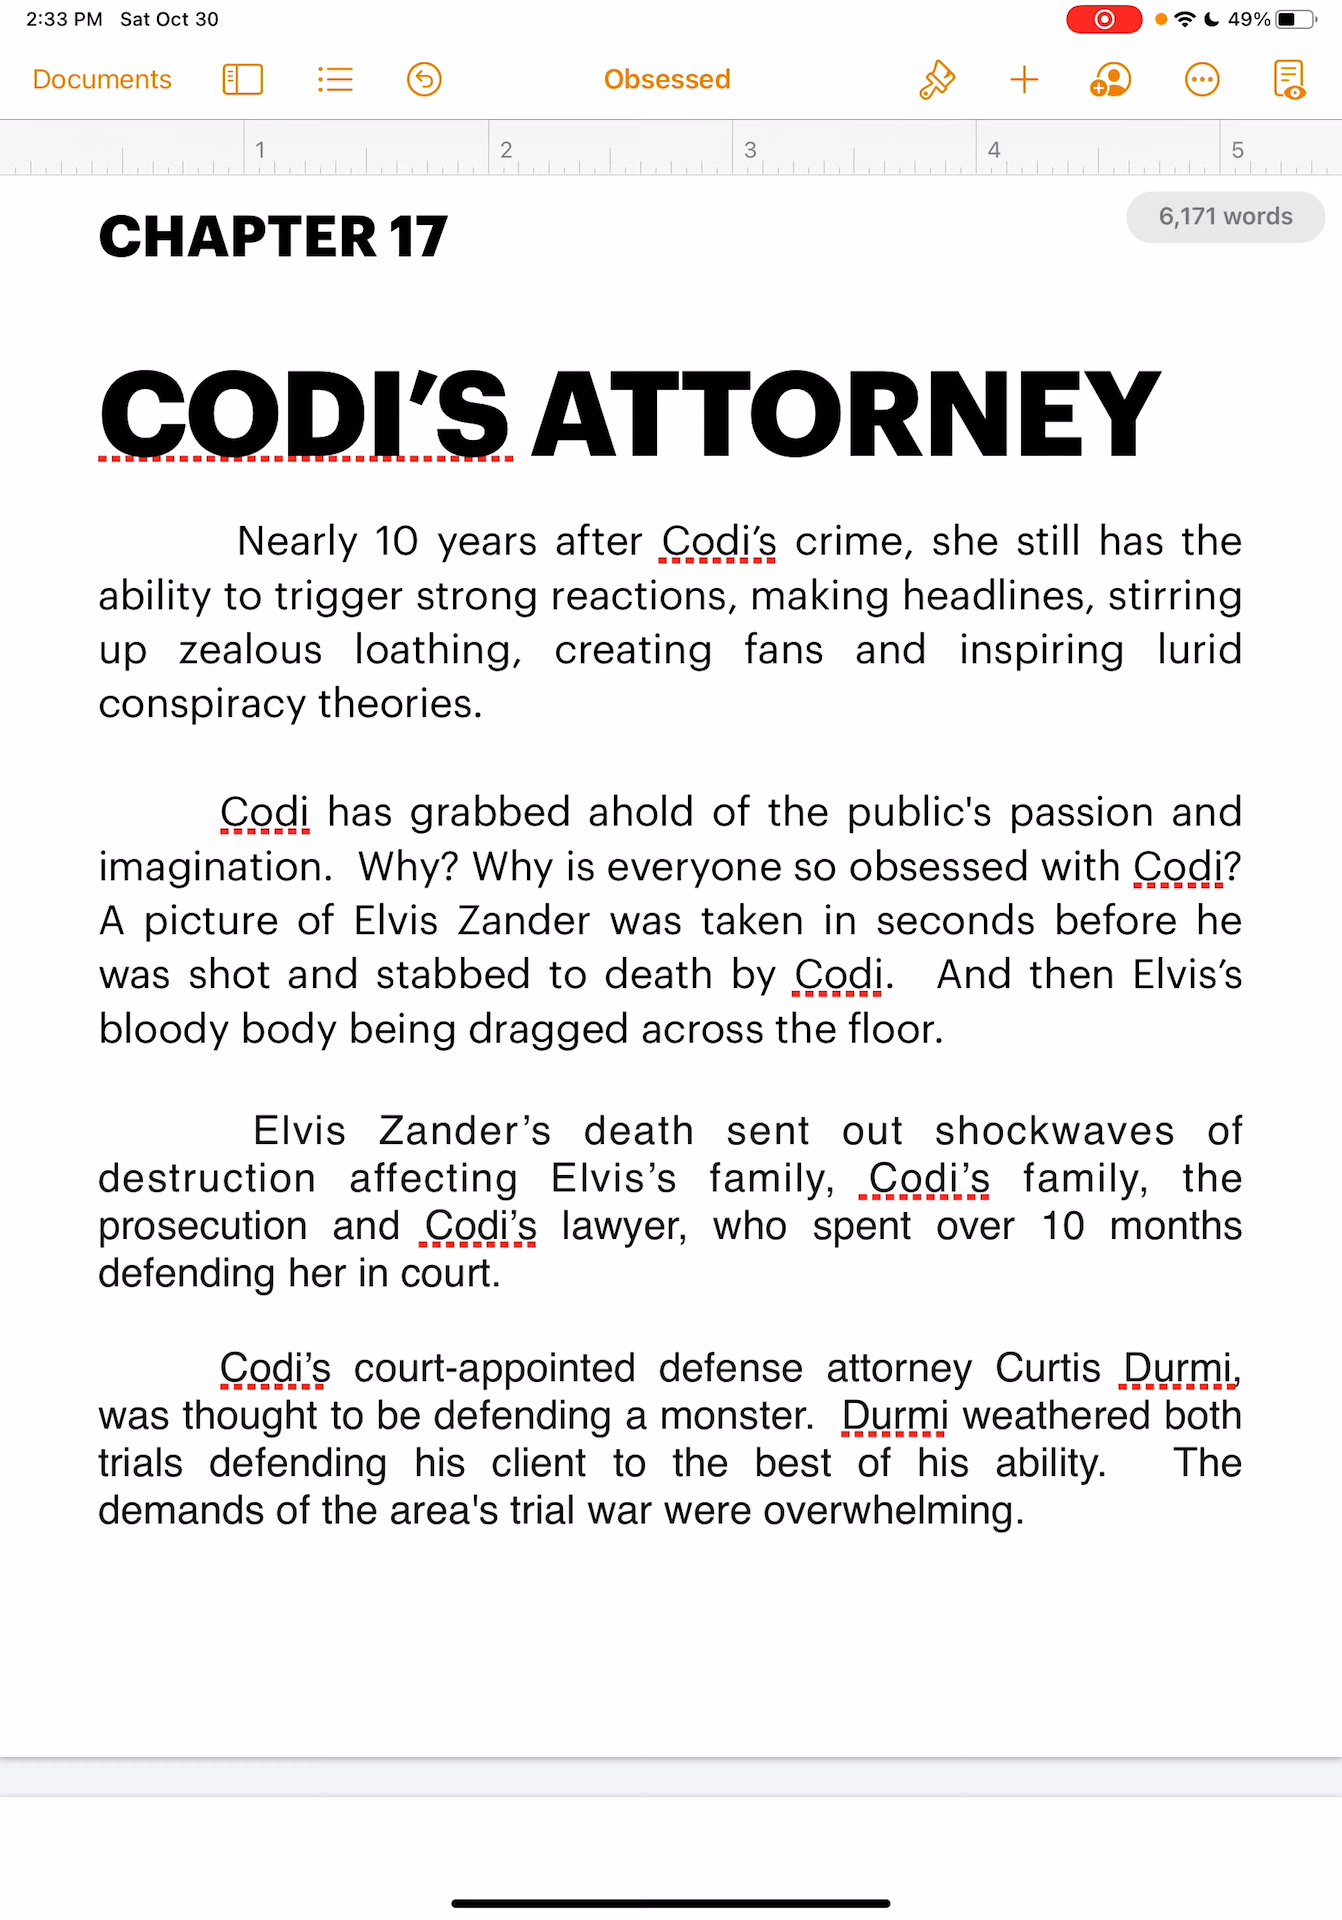 2:33 PM Sat Oct 30 49%
Documents Obsessed
1 2 3 4 5
6,171 words
CHAPTER 17
CODI’S ATTORNEY
Nearly 10 years after Codi’s crime, she still has the
ability to trigger strong reactions, making headlines, stirring
up zealous loathing, creating fans and inspiring lurid
conspiracy theories.
Codi has grabbed ahold of the public's passion and
imagination. Why? Why is everyone so obsessed with Codi?
A picture of Elvis Zander was taken in seconds before he
was shot and stabbed to death by Codi. And then Elvis’s
bloody body being dragged across the floor.
Elvis Zander’s death sent out shockwaves of
destruction affecting Elvis’s family, Codi’s family, the
prosecution and Codi’s lawyer, who spent over 10 months
defending her in court.
Codi’s court-appointed defense attorney Curtis Durmi,
was thought to be defending a monster. Durmi weathered both
trials defending his client to the best of his ability. The
demands of the area's trial war were overwhelming.